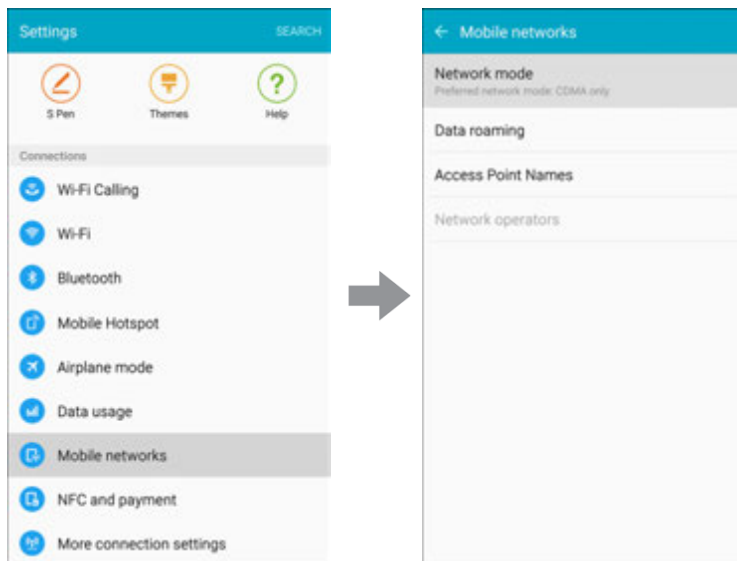 Settings
SEARCH
S Pen
Themes
Help
Connections
Wi-Fi Calling
Wi-Fi
Bluetooth
Mobile Hotspot
Airplane mode
Data usage
Mobile networks
NFC and payment
More connection settings
Mobile networks
Network mode
Preferred network mode: CDMA only
Data roaming
Access Point Names
Network operators